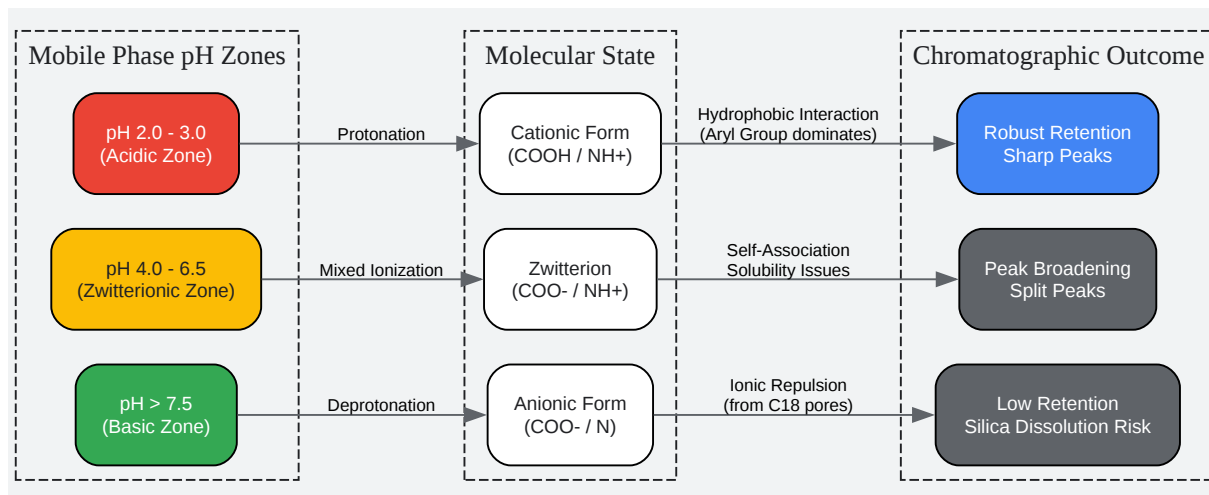 Mobile Phase pH Zones
Molecular State
Chromatographic Outcome
pH 2.0 - 3.0
(Acidic Zone)
Protonation
Cationic Form
(COOH / NH+)
Hydrophobic Interaction
(Aryl Group dominates)
Robust Retention
Sharp Peaks
pH 4.0 - 6.5
(Zwitterionic Zone)
Mixed Ionization
Zwitterion
(COO- / NH+)
Self-Association
Solubility Issues
Peak Broadening
Split Peaks
pH > 7.5
(Basic Zone)
Deprotonation
Anionic Form
(COO- / N)
Ionic Repulsion
(from C18 pores)
Low Retention
Silica Dissolution Risk